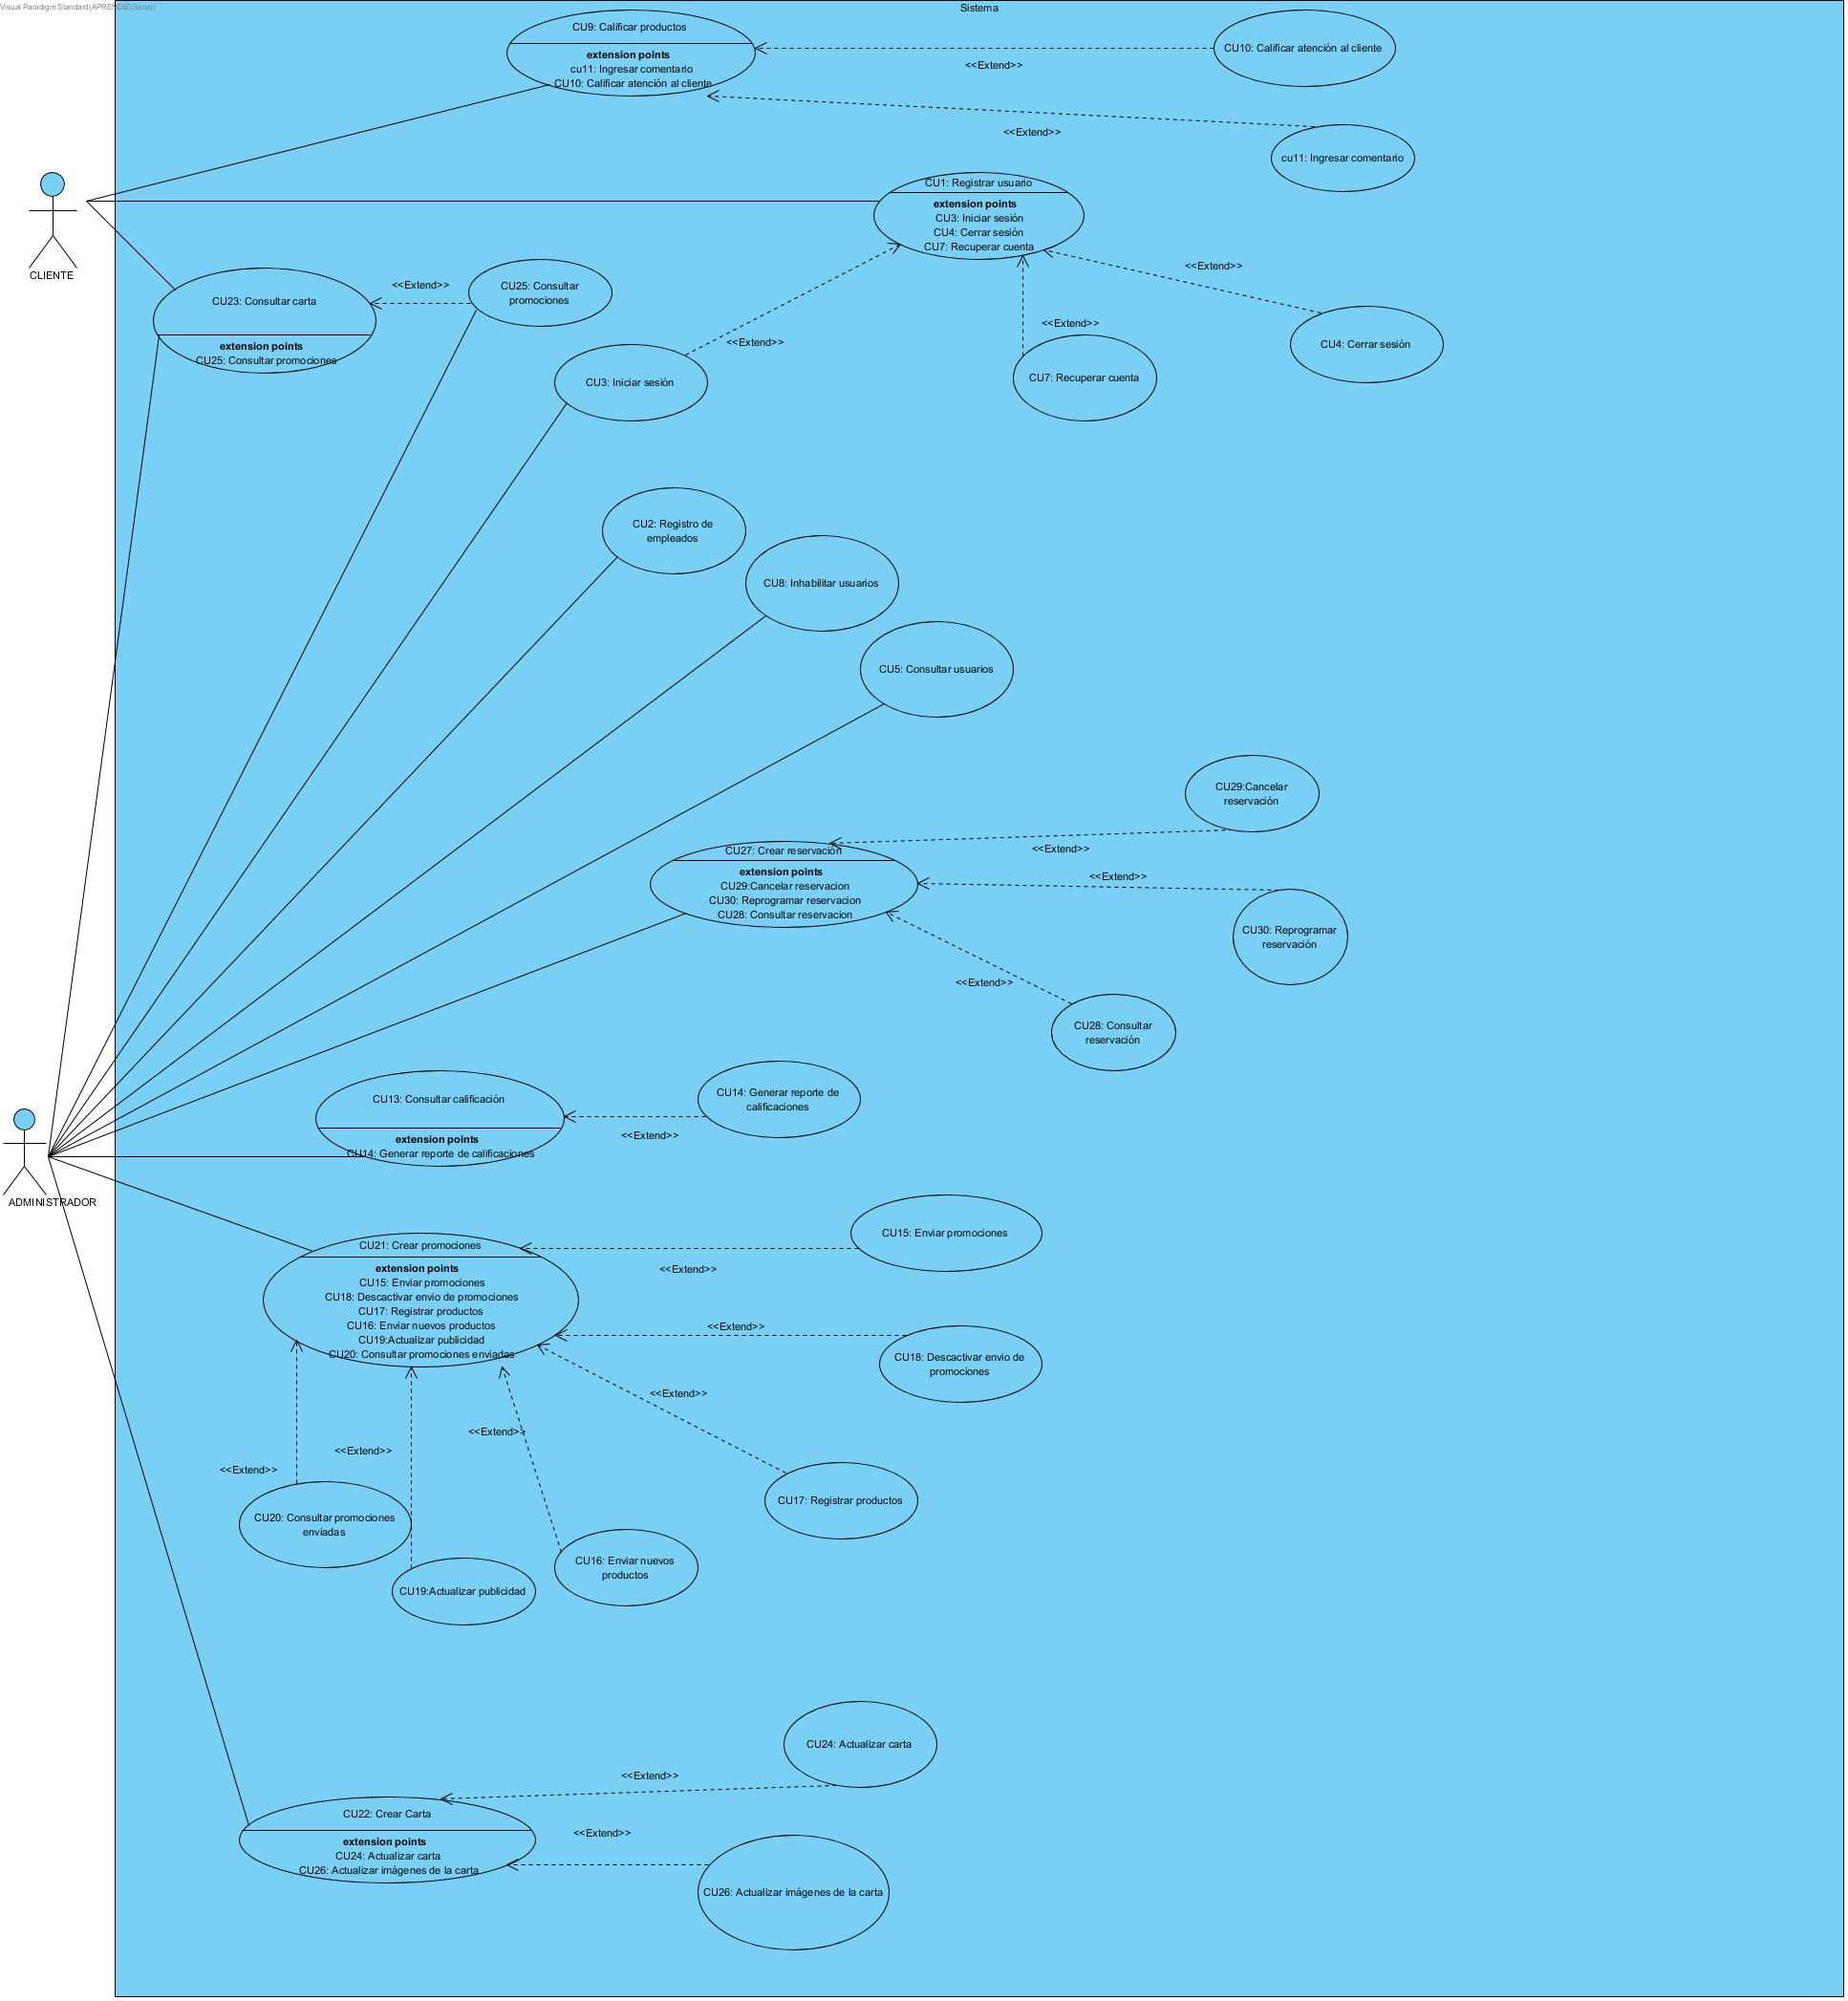 Visual Paradigm Standard(APRENDIZ(Sena))
Sistema
CU9: Calificar productos
extension points
cu11: Ingresar comentario
CU10: Calificar atención al cliente
CU10: Calificar atención al cliente
<<Extend>>
<<Extend>>
cu11: Ingresar comentario
CLIENTE
CU1: Registrar usuario
extension points
CU3: Iniciar sesión
CU4: Cerrar sesión
CU7: Recuperar cuenta
<<Extend>>
CU23: Consultar carta
extension points
CU25: Consultar promociones
<<Extend>>
CU25: Consultar
promociones
<<Extend>>
<<Extend>>
CU4: Cerrar sesión
CU3: Iniciar sesión
CU7: Recuperar cuenta
CU2: Registro de
empleados
CU8: Inhabilitar usuarios
CU5: Consultar usuarios
CU29:Cancelar
reservación
<<Extend>>
CU27: Crear reservación
extension points
CU29:Cancelar reservacion
CU30: Reprogramar reservacion
CU28: Consultar reservacion
<<Extend>>
CU30: Reprogramar
reservación
<<Extend>>
CU28: Consultar
reservación
CU13: Consultar calificación
extension points
CU14: Generar reporte de calificaciones
<<Extend>>
CU14: Generar reporte de
calificaciones
ADMINISTRADOR
CU21: Crear promociones
extension points
CU15: Enviar promociones
CU18: Descactivar envio de promociones
CU17: Registrar productos
CU16: Enviar nuevos productos
CU19:Actualizar publicidad
CU20: Consultar promociones enviadas
CU15: Enviar promociones
<<Extend>>
<<Extend>>
CU18: Descactivar envio de
promociones
<<Extend>>
<<Extend>>
<<Extend>>
<<Extend>>
CU17: Registrar productos
CU20: Consultar promociones
enviadas
CU16: Enviar nuevos
productos
CU19:Actualizar publicidad
CU24: Actualizar carta
<<Extend>>
CU22: Crear Carta
extension points
CU24: Actualizar carta
CU26: Actualizar imágenes de la carta
<<Extend>>
CU26: Actualizar imágenes de la carta